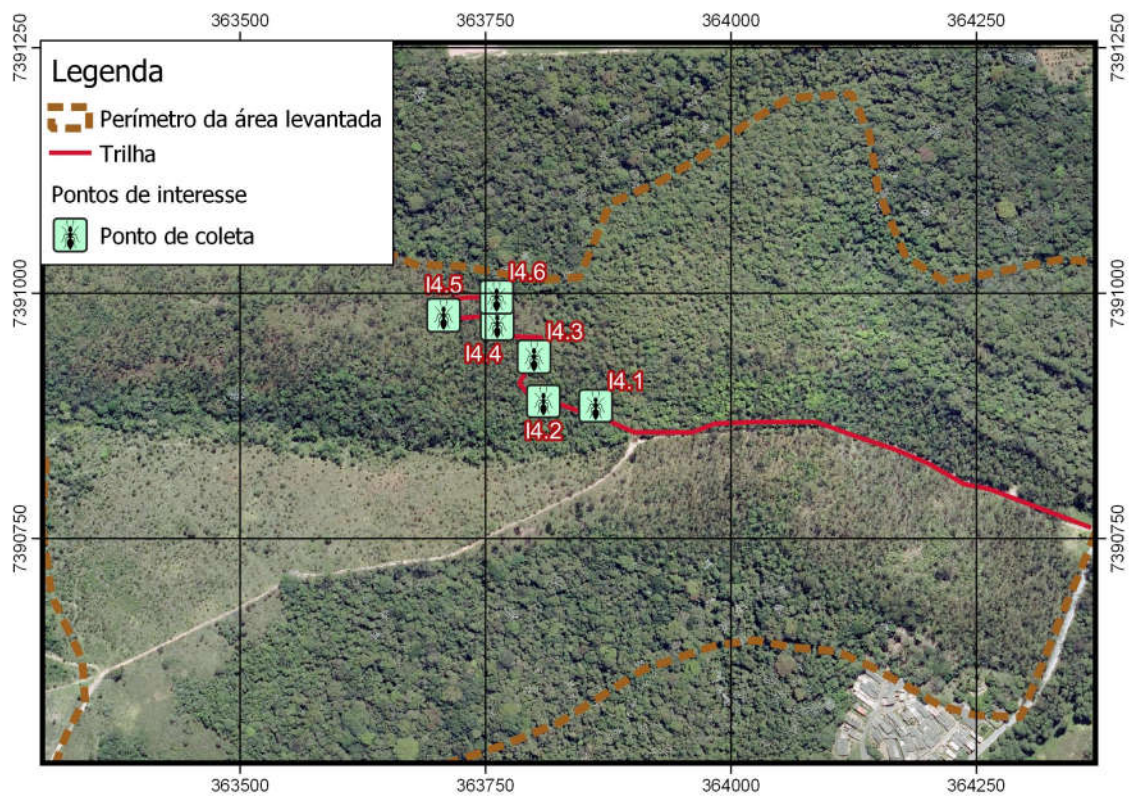 363500 363750 364000 364250
7391250 7391250
Legenda
Perímetro da área levantada
Trilha
Pontos de interesse
Ponto de coleta
I4.5 I4.6
7391000 7391000
I4.4 I4.3
I4.1
I4.2
7390750 7390750
363500 363750 364000 364250